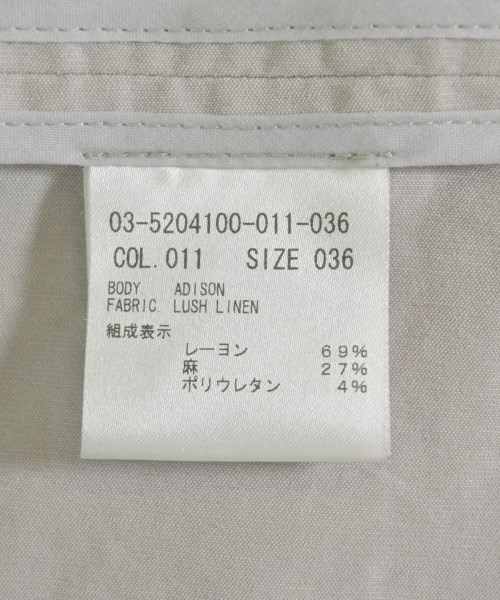 03-5204100-011-036
COL. 011 SIZE 036
BODY. ADISON
FABRIC. LUSH LINEN
組成表示
レーヨン 69%
麻 27%
ポリウレタン 4%